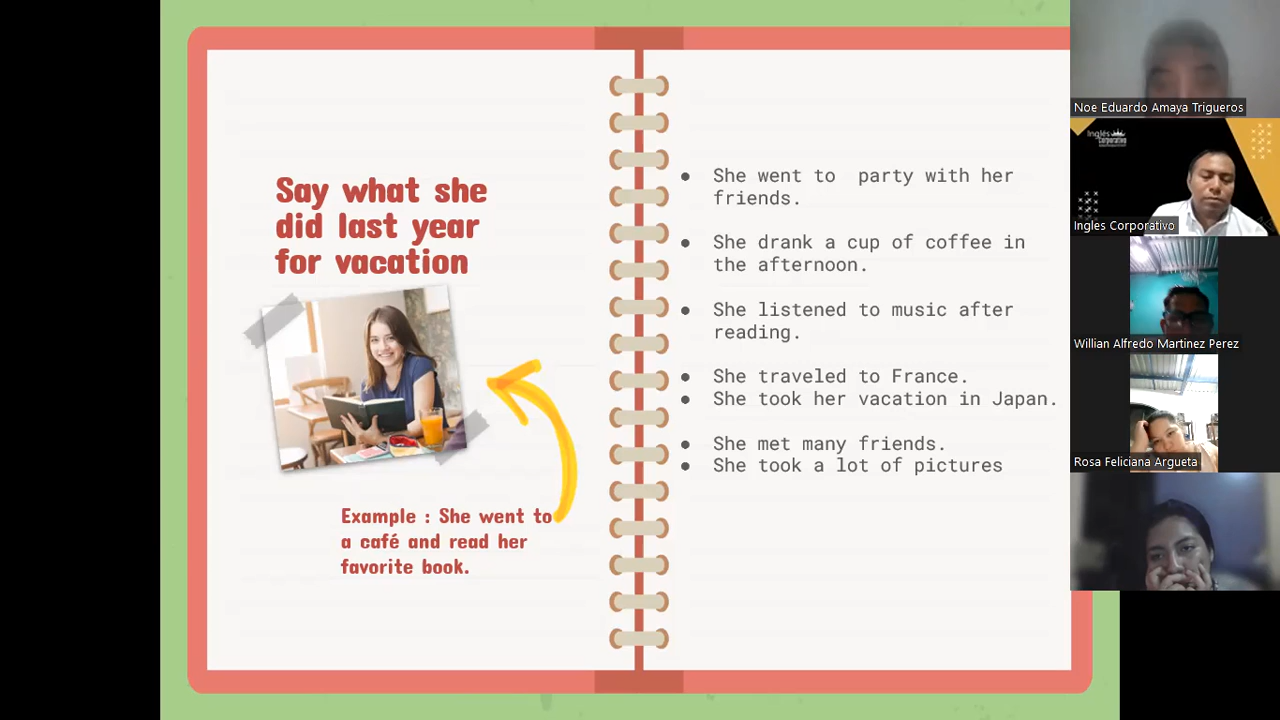 Say what she
did last year
for vacation
Example : She went to
a café and read her
favorite book.
● She went to party with her
friends.
● She drank a cup of coffee in
the afternoon.
● She listened to music after
reading.
● She traveled to France.
● She took her vacation in Japan.
● She met many friends.
● She took a lot of pictures
Noe Eduardo Amaya Trigueros
Inglés
Corporativo
Ingles Corporativo
Willian Alfredo Martinez Perez
Rosa Feliciana Argueta